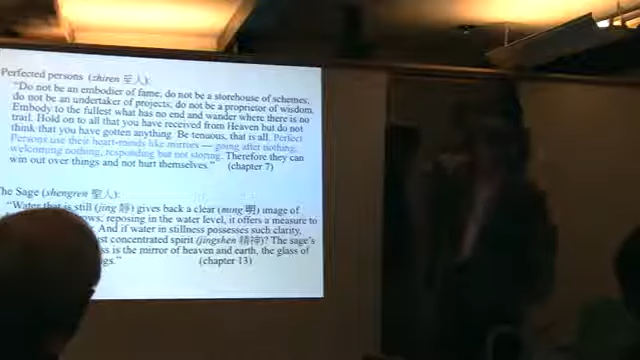 Perfected persons (zhiren 至人):
"Do not be an embodier of fame; do not be a storehouse of schemes;
do not be an undertaker of projects; do not be a proprietor of wisdom.
Embody to the fullest what has no end and wander where there is no
trail. Hold on to all that you have received from Heaven but do not
think that you have gotten anything. Be tenuous, that is all. Perfect
Persons use their heart-minds like mirrors — going after nothing,
welcoming nothing, responding but not storing. Therefore they can
win out over things and not hurt themselves." (chapter 7)
The Sage (shengren 聖人):
"Water that is still (jing 靜) gives back a clear (ming 明) image of
reposing in the water level, it offers a measure to
And if water in stillness possesses such clarity,
concentrated spirit (jingshen 精神)? The sage's
is the mirror of heaven and earth, the glass of
(chapter 13)